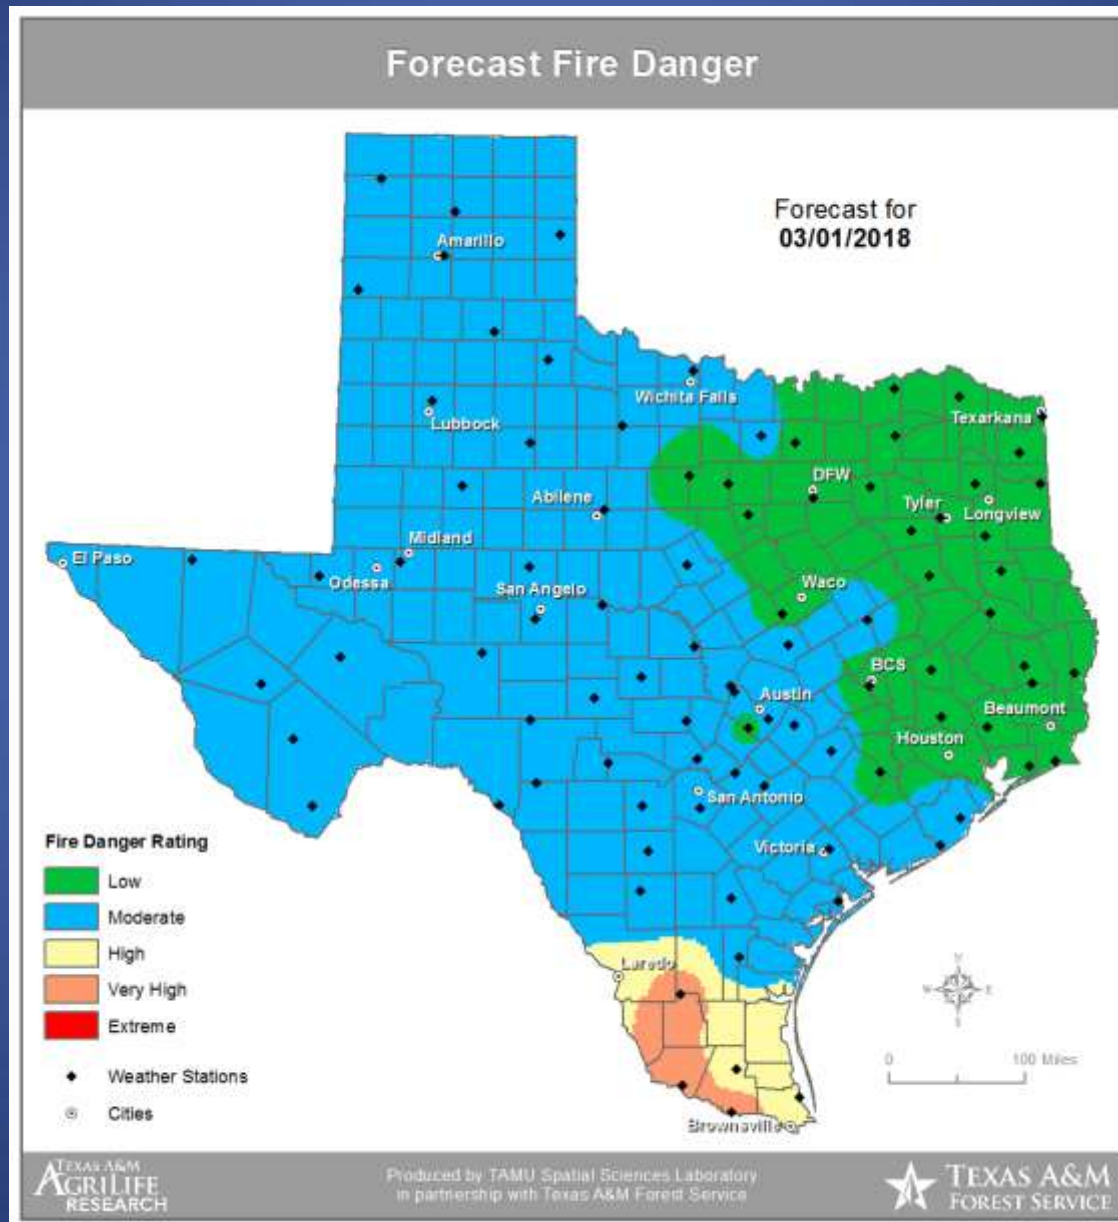 Forecast Fire Danger
Forecast for
03/01/2018
Amarillo
Wichita Falls
Lubbock
Texarkana
DFW
Abilene
Tyler
Longview
Midland
El Paso
Odessa
San Angelo
Waco
BCS
Austin
Beaumont
Houston
San Antonio
Victoria
Fire Danger Rating
Low
Moderate
High
Very High
Extreme
Weather Stations
Cities
Laredo
Brownsville
N
W E
S
0 100 Miles
TEXAS A&M
AGRILIFE
RESEARCH
Produced by TAMU Spatial Sciences Laboratory
in partnership with Texas A&M Forest Service
TEXAS A&M
FOREST SERVICE